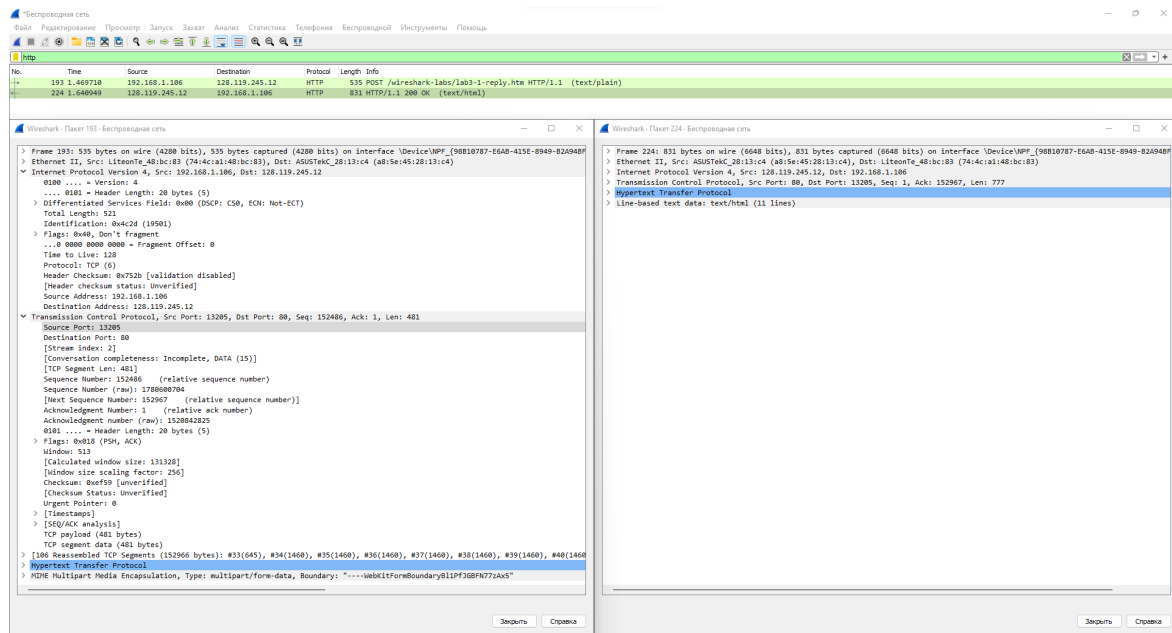 *Беспроводная сеть
Файл Редактирование Просмотр Запуск Захват Анализ Статистика Телефония Беспроводной Инструменты Помощь
http
No. Time Source Destination Protocol Length Info
193 1.469710 192.168.1.106 128.119.245.12 HTTP 535 POST /wireshark-labs/lab3-1-reply.htm HTTP/1.1 (text/plain)
224 1.640949 128.119.245.12 192.168.1.106 HTTP 831 HTTP/1.1 200 OK (text/html)
Wireshark · Пакет 193 · Беспроводная сеть
Frame 193: 535 bytes on wire (4280 bits), 535 bytes captured (4280 bits) on interface \Device\NPF_{98B10787-E6AB-415E-8949-B2A94BF
Ethernet II, Src: LiteonTe_48:bc:83 (74:4c:a1:48:bc:83), Dst: ASUSTekC_28:13:c4 (a8:5e:45:28:13:c4)
Internet Protocol Version 4, Src: 192.168.1.106, Dst: 128.119.245.12
0100 .... = Version: 4
.... 0101 = Header Length: 20 bytes (5)
Differentiated Services Field: 0x00 (DSCP: CS0, ECN: Not-ECT)
Total Length: 521
Identification: 0x4c2d (19501)
Flags: 0x40, Don't fragment
...0 0000 0000 0000 = Fragment Offset: 0
Time to Live: 128
Protocol: TCP (6)
Header Checksum: 0x752b [validation disabled]
[Header checksum status: Unverified]
Source Address: 192.168.1.106
Destination Address: 128.119.245.12
Transmission Control Protocol, Src Port: 13205, Dst Port: 80, Seq: 152486, Ack: 1, Len: 481
Source Port: 13205
Destination Port: 80
[Stream index: 2]
[Conversation completeness: Incomplete, DATA (15)]
[TCP Segment Len: 481]
Sequence Number: 152486 (relative sequence number)
Sequence Number (raw): 1780600704
[Next Sequence Number: 152967 (relative sequence number)]
Acknowledgment Number: 1 (relative ack number)
Acknowledgment number (raw): 1520842825
0101 .... = Header Length: 20 bytes (5)
Flags: 0x018 (PSH, ACK)
Window: 513
[Calculated window size: 131328]
[Window size scaling factor: 256]
Checksum: 0xef59 [unverified]
[Checksum Status: Unverified]
Urgent Pointer: 0
[Timestamps]
[SEQ/ACK analysis]
TCP payload (481 bytes)
TCP segment data (481 bytes)
[106 Reassembled TCP Segments (152966 bytes): #33(645), #34(1460), #35(1460), #36(1460), #37(1460), #38(1460), #39(1460), #40(1460
Hypertext Transfer Protocol
MIME Multipart Media Encapsulation, Type: multipart/form-data, Boundary: "----WebKitFormBoundaryBl1PfJGBFN77zAx5"
Закрыть Справка
Wireshark · Пакет 224 · Беспроводная сеть
Frame 224: 831 bytes on wire (6648 bits), 831 bytes captured (6648 bits) on interface \Device\NPF_{98B10787-E6AB-415E-8949-B2A94BF
Ethernet II, Src: ASUSTekC_28:13:c4 (a8:5e:45:28:13:c4), Dst: LiteonTe_48:bc:83 (74:4c:a1:48:bc:83)
Internet Protocol Version 4, Src: 128.119.245.12, Dst: 192.168.1.106
Transmission Control Protocol, Src Port: 80, Dst Port: 13205, Seq: 1, Ack: 152967, Len: 777
Hypertext Transfer Protocol
Line-based text data: text/html (11 lines)
Закрыть Справка